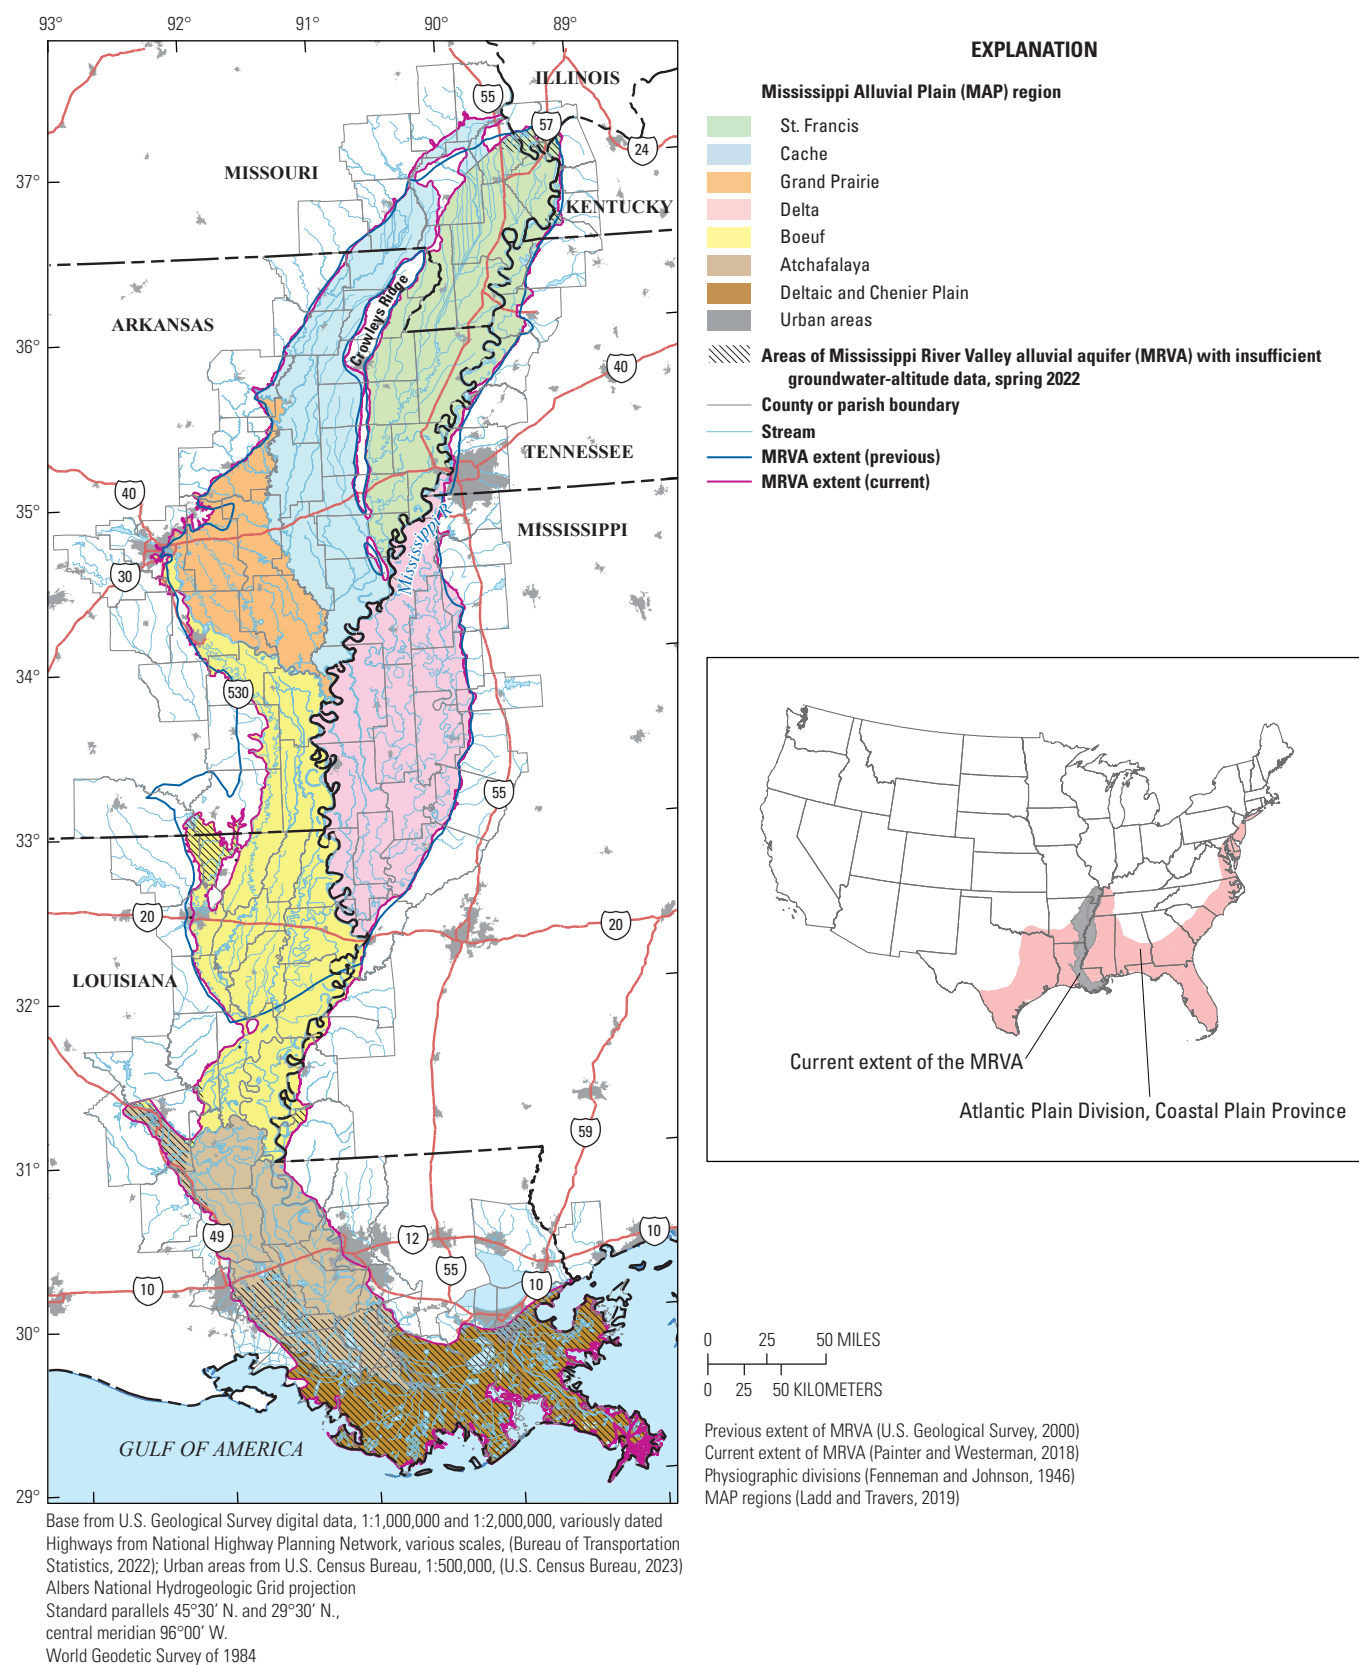 93° 92° 91° 90° 89°
37°
36°
35°
34°
33°
32°
31°
30°
29°
ILLINOIS
55
57
24
MISSOURI
KENTUCKY
Crowleys Ridge
ARKANSAS
40
TENNESSEE
40
MISSISSIPPI
Mississippi R
30
530
55
20
20
LOUISIANA
59
49
12
10
55
10
10
GULF OF AMERICA
EXPLANATION
Mississippi Alluvial Plain (MAP) region
St. Francis
Cache
Grand Prairie
Delta
Boeuf
Atchafalaya
Deltaic and Chenier Plain
Urban areas
Areas of Mississippi River Valley alluvial aquifer (MRVA) with insufficient
groundwater-altitude data, spring 2022
County or parish boundary
Stream
MRVA extent (previous)
MRVA extent (current)
Current extent of the MRVA
Atlantic Plain Division, Coastal Plain Province
0 25 50 MILES
0 25 50 KILOMETERS
Previous extent of MRVA (U.S. Geological Survey, 2000)
Current extent of MRVA (Painter and Westerman, 2018)
Physiographic divisions (Fenneman and Johnson, 1946)
MAP regions (Ladd and Travers, 2019)
Base from U.S. Geological Survey digital data, 1:1,000,000 and 1:2,000,000, variously dated
Highways from National Highway Planning Network, various scales, (Bureau of Transportation
Statistics, 2022); Urban areas from U.S. Census Bureau, 1:500,000, (U.S. Census Bureau, 2023)
Albers National Hydrogeologic Grid projection
Standard parallels 45°30′ N. and 29°30′ N.,
central meridian 96°00′ W.
World Geodetic Survey of 1984